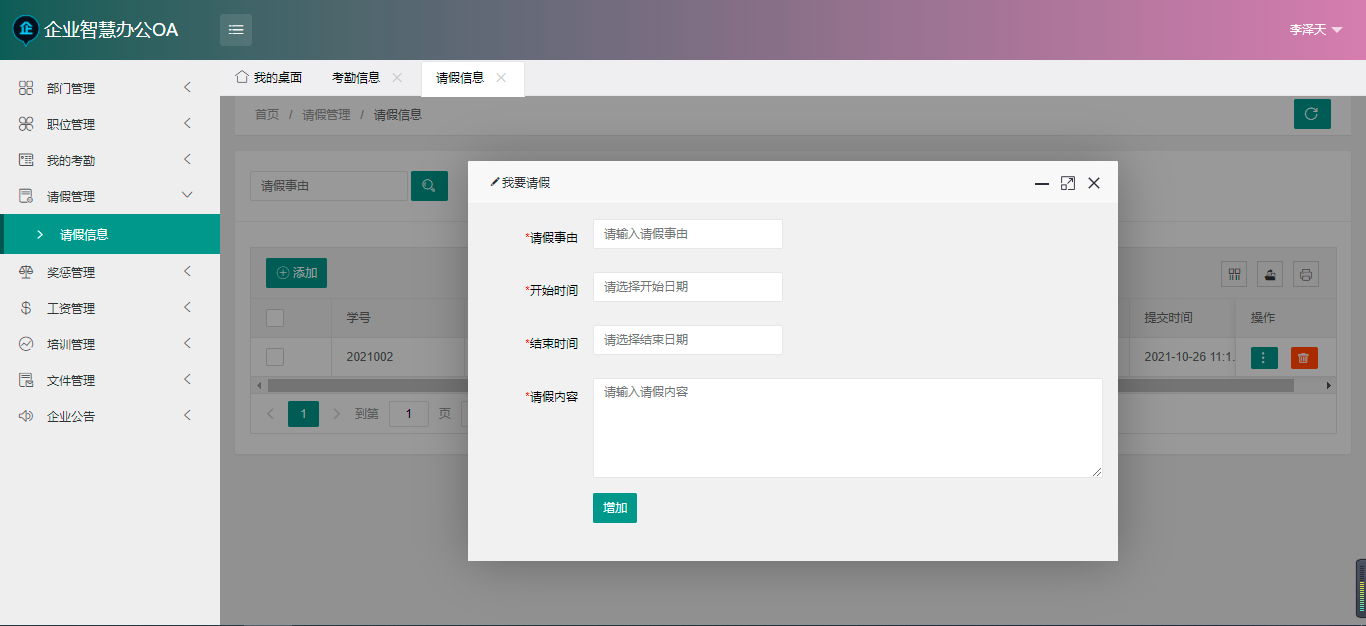 企业智慧办公OA
李泽天
部门管理
职位管理
我的考勤
请假管理
请假信息
奖惩管理
工资管理
培训管理
文件管理
企业公告
我的桌面 考勤信息 请假信息
首页 / 请假管理 / 请假信息
请假事由
添加
学号 提交时间 操作
2021002 2021-10-26 11:1.
1 到第 1 页
我要请假
*请假事由 请输入请假事由
*开始时间 请选择开始日期
*结束时间 请选择结束日期
*请假内容 请输入请假内容
增加